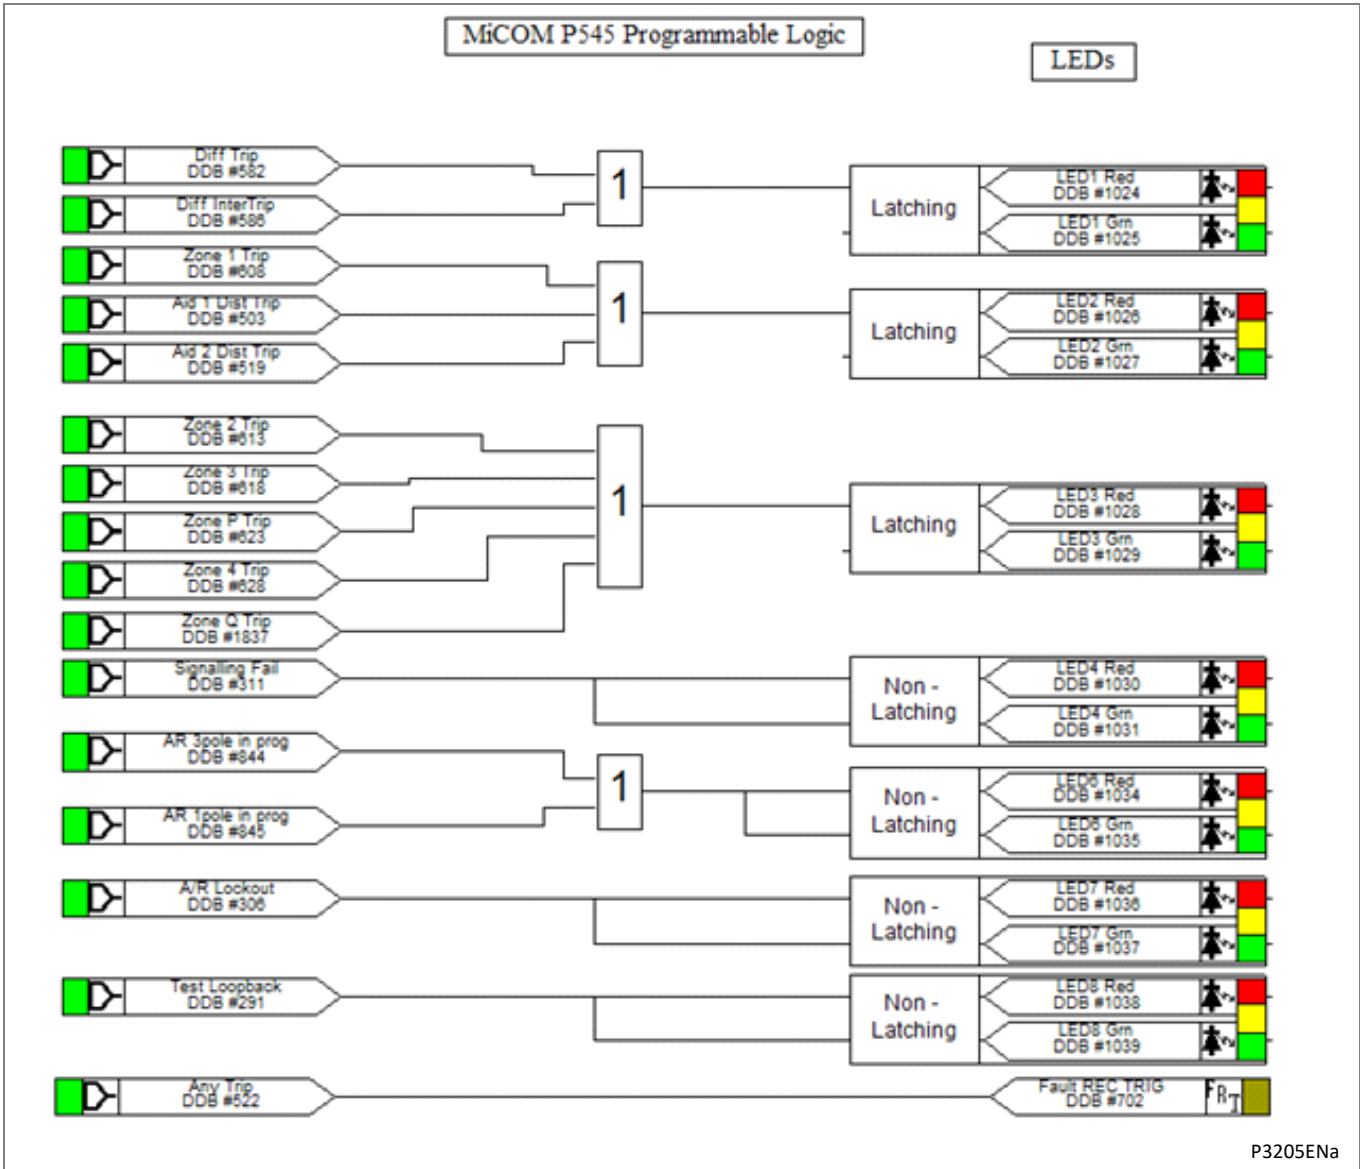 MiCOM P545 Programmable Logic
LEDs
Diff Trip
DDB #582
Diff InterTrip
DDB #586
1
Latching
LED1 Red
DDB #1024
LED1 Grn
DDB #1025
Zone 1 Trip
DDB #608
Aid 1 Dist Trip
DDB #503
Aid 2 Dist Trip
DDB #519
1
Latching
LED2 Red
DDB #1026
LED2 Grn
DDB #1027
Zone 2 Trip
DDB #613
Zone 3 Trip
DDB #618
Zone P Trip
DDB #623
Zone 4 Trip
DDB #628
Zone Q Trip
DDB #1837
1
Latching
LED3 Red
DDB #1028
LED3 Grn
DDB #1029
Signalling Fail
DDB #311
Non -
Latching
LED4 Red
DDB #1030
LED4 Grn
DDB #1031
AR 3pole in prog
DDB #844
AR 1pole in prog
DDB #845
1
Non -
Latching
LED6 Red
DDB #1034
LED6 Grn
DDB #1035
A/R Lockout
DDB #306
Non -
Latching
LED7 Red
DDB #1036
LED7 Grn
DDB #1037
Test Loopback
DDB #291
Non -
Latching
LED8 Red
DDB #1038
LED8 Grn
DDB #1039
Any Trip
DDB #522
Fault REC TRIG
DDB #702
FRT
P3205ENa